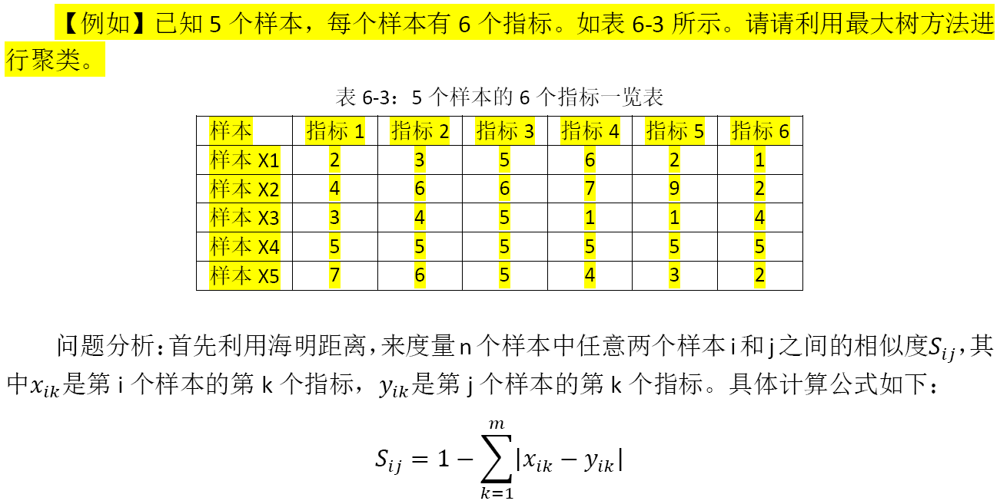 【例如】已知 5 个样本，每个样本有 6 个指标。如表 6-3 所示。请请利用最大树方法进
行聚类。
表 6-3：5 个样本的 6 个指标一览表
样本 指标 1 指标 2 指标 3 指标 4 指标 5 指标 6
样本 X1 2 3 5 6 2 1
样本 X2 4 6 6 7 9 2
样本 X3 3 4 5 1 1 4
样本 X4 5 5 5 5 5 5
样本 X5 7 6 5 4 3 2
问题分析：首先利用海明距离，来度量 n 个样本中任意两个样本 i 和 j 之间的相似度S_{ij}，其
中x_{ik}是第 i 个样本的第 k 个指标，y_{ik}是第 j 个样本的第 k 个指标。具体计算公式如下：
S_{ij} = 1 − \sum_{k=1}^{m} |x_{ik} − y_{ik}|